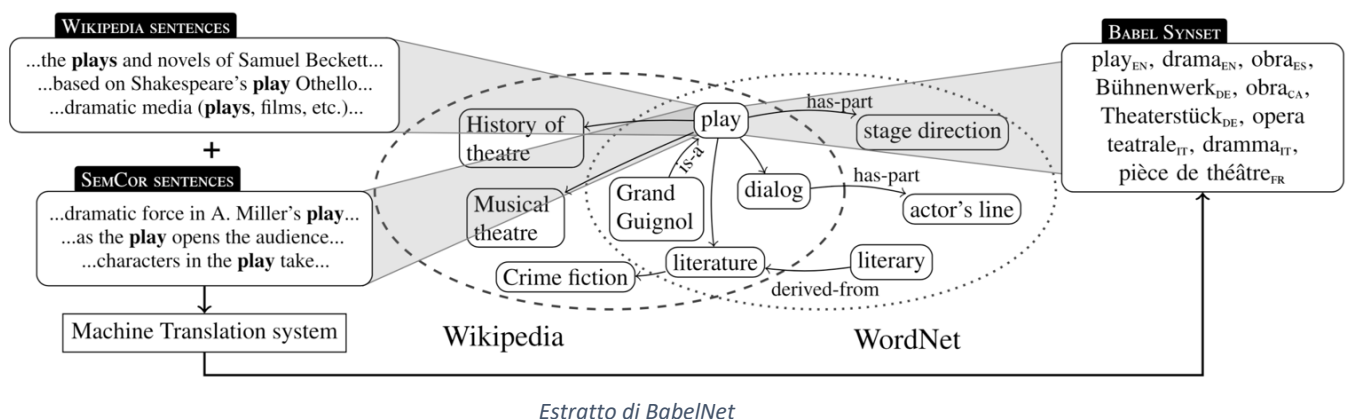 WIKIPEDIA SENTENCES
...the plays and novels of Samuel Beckett...
...based on Shakespeare's play Othello...
...dramatic media (plays, films, etc.)...
+
SEMCOR SENTENCES
...dramatic force in A. Miller's play...
...as the play opens the audience...
...characters in the play take...
Machine Translation system
History of
theatre
Musical
theatre
Crime fiction
play
is-a
Grand
Guignol
dialog
literature
has-part
stage direction
has-part
actor's line
literary
derived-from
Wikipedia
WordNet
BABEL SYNSET
playEN, dramaEN, obraES,
BühnenwerkDE, obraCA,
TheaterstückDE, opera
teatraleIT, drammaIT,
pièce de théâtreFR
Estratto di BabelNet